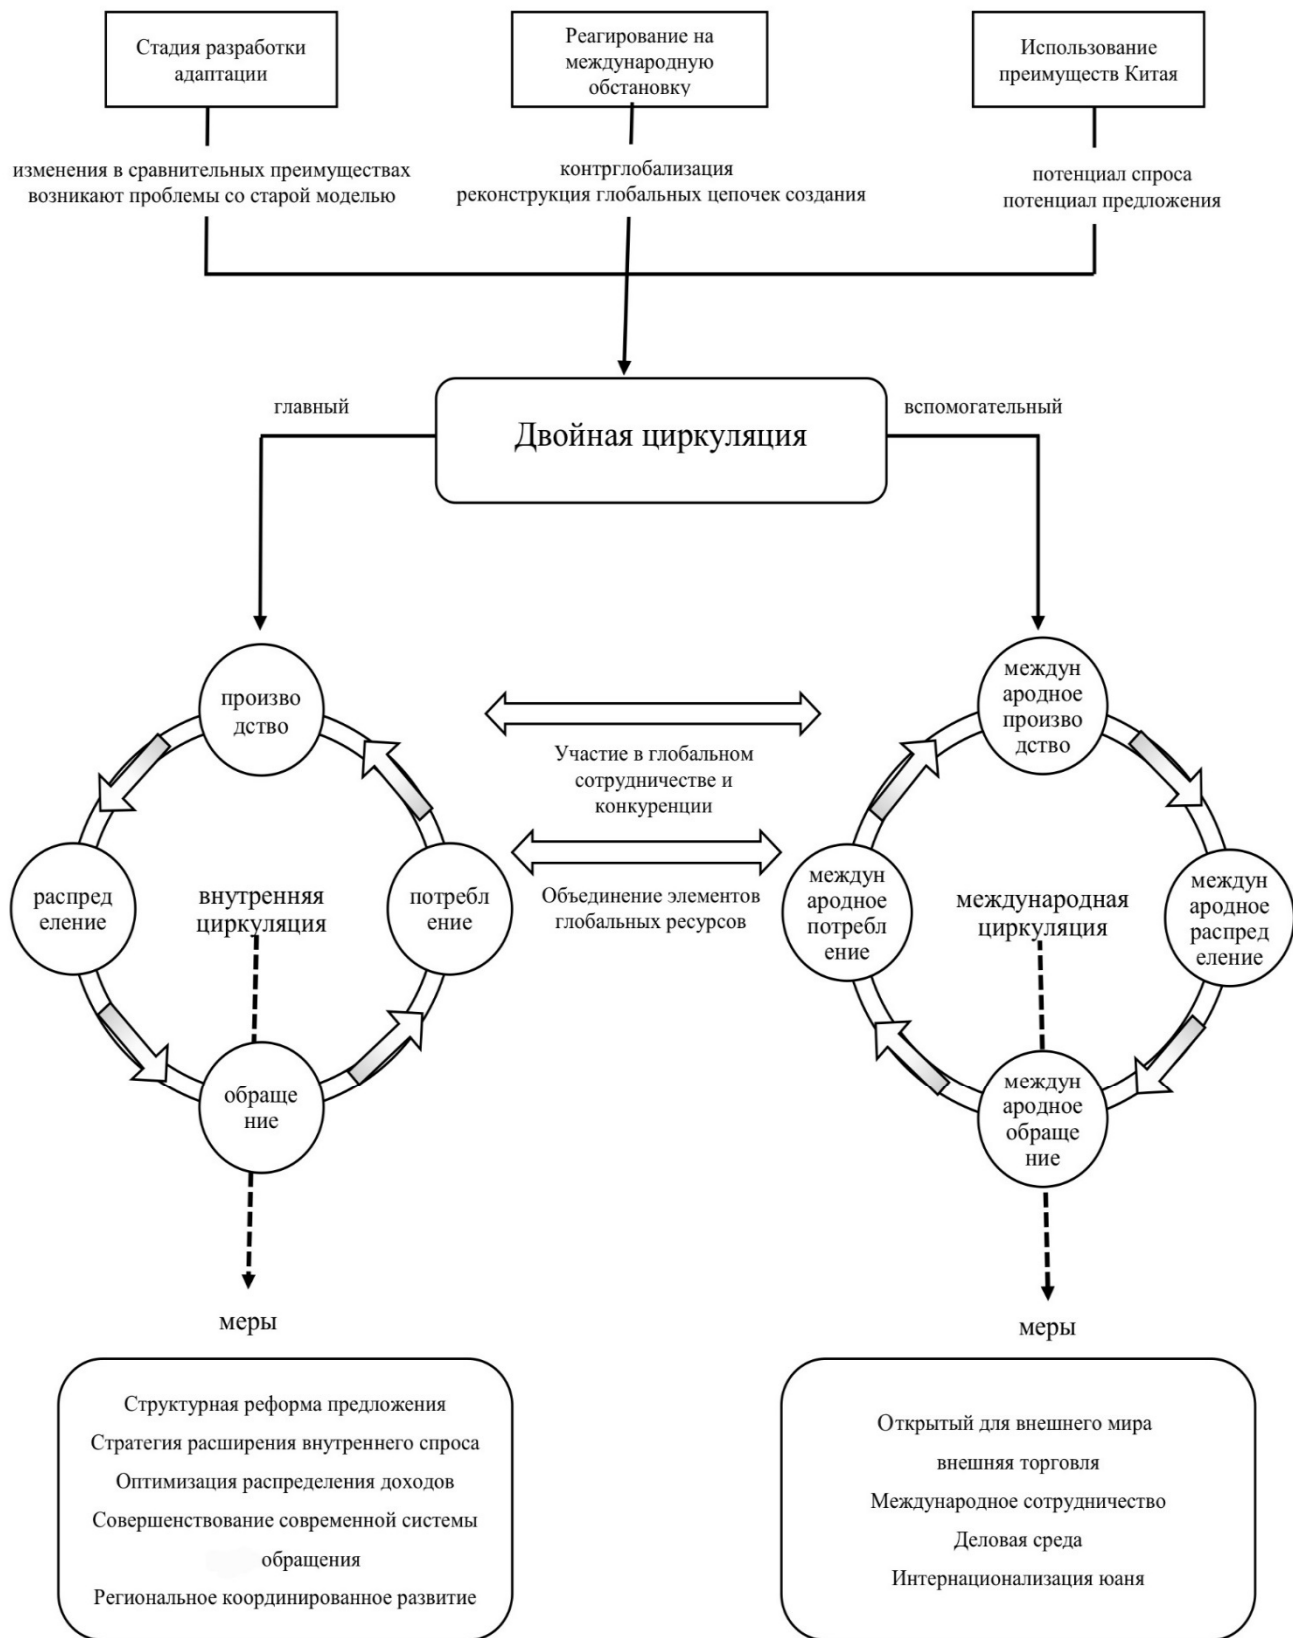 Стадия разработки
адаптации
Реагирование на
международную
обстановку
Использование
преимуществ Китая
изменения в сравнительных преимуществах
возникают проблемы со старой моделью
контрглобализация
реконструкция глобальных цепочек создания
потенциал спроса
потенциал предложения
главный
Двойная циркуляция
вспомогательный
произво
дство
распред
еление
внутренняя
циркуляция
потребл
ение
обраще
ние
Участие в глобальном
сотрудничестве и
конкуренции
Объединение элементов
глобальных ресурсов
междун
ародное
произво
дство
междун
ародное
потребл
ение
международная
циркуляция
междун
ародное
распред
еление
междун
ародное
обраще
ние
меры
Структурная реформа предложения
Стратегия расширения внутреннего спроса
Оптимизация распределения доходов
Совершенствование современной системы
обращения
Региональное координированное развитие
меры
Открытый для внешнего мира
внешняя торговля
Международное сотрудничество
Деловая среда
Интернационализация юаня